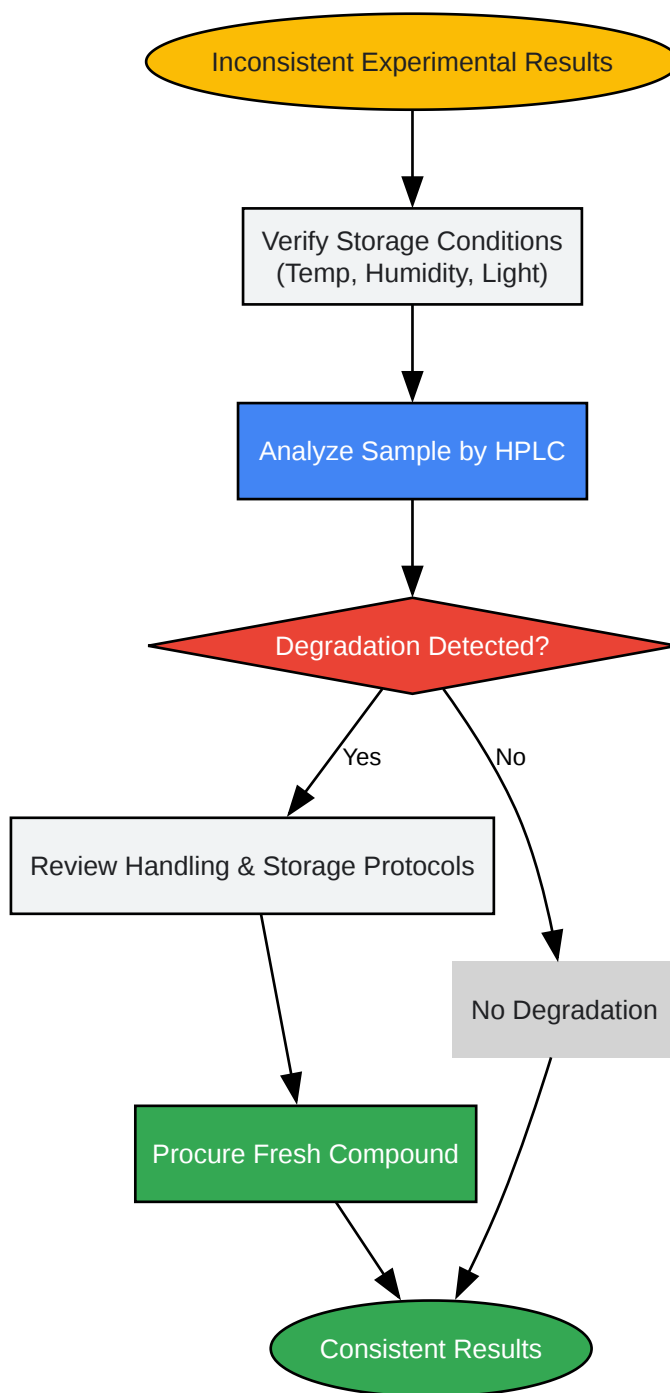 Inconsistent Experimental Results
Verify Storage Conditions
(Temp, Humidity, Light)
Analyze Sample by HPLC
Degradation Detected?
Yes
No
Review Handling & Storage Protocols
No Degradation
Procure Fresh Compound
Consistent Results